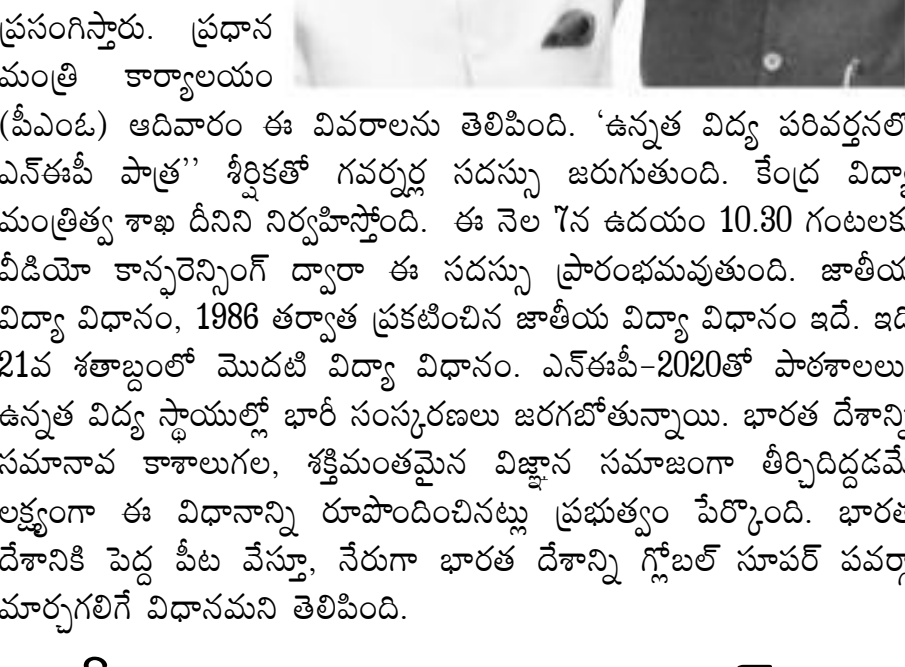 ప్రసంగిస్తారు. ప్రధాన
మంత్రి కార్యాలయం
(పీఎంఓ) ఆదివారం ఈ వివరాలను తెలిపింది. ‘ఉన్నత విద్య పరివర్తనలో
ఎన్ఈపీ పాత్ర’’ శీర్షికతో గవర్నర్ల సదస్సు జరుగుతుంది. కేంద్ర విద్యా
మంత్రిత్వ శాఖ దీనిని నిర్వహిస్తోంది. ఈ నెల 7న ఉదయం 10.30 గంటలకు
వీడియో కాన్ఫరెన్సింగ్ ద్వారా ఈ సదస్సు ప్రారంభమవుతుంది. జాతీయ
విద్యా విధానం, 1986 తర్వాత ప్రకటించిన జాతీయ విద్యా విధానం ఇదే. ఇది
21వ శతాబ్దంలో మొదటి విద్యా విధానం. ఎన్ఈపీ-2020తో పాఠశాలలు
ఉన్నత విద్య స్థాయుల్లో భారీ సంస్కరణలు జరగబోతున్నాయి. భారత దేశాన్ని
సమానావ కాశాలుగల, శక్తిమంతమైన విజ్ఞాన సమాజంగా తీర్చిదిద్దడమే
లక్ష్యంగా ఈ విధానాన్ని రూపొందించినట్లు ప్రభుత్వం పేర్కొంది. భారత
దేశానికి పెద్ద పీట వేస్తూ, నేరుగా భారత దేశాన్ని గ్లోబల్ సూపర్ పవర్గా
మార్చగలిగే విధానమని తెలిపింది.